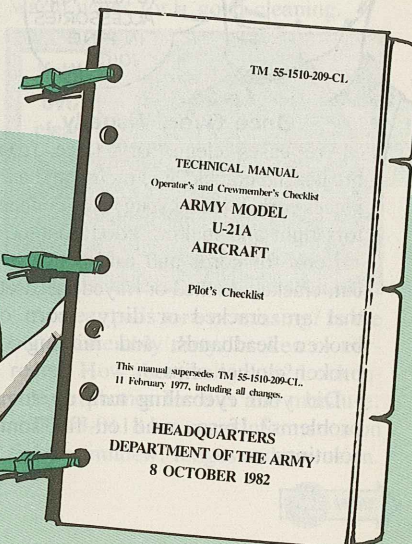 TM 55-1510-209-CL
TECHNICAL MANUAL
Operator's and Crewmember's Checklist
ARMY MODEL
U-21A
AIRCRAFT
Pilot's Checklist
This manual supersedes TM 55-1510-209-CL.
11 February 1977, including all changes.
HEADQUARTERS
DEPARTMENT OF THE ARMY
8 OCTOBER 1982